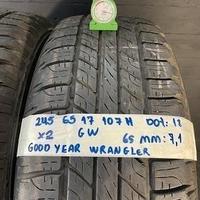 245 65 17 107 H DOT: 12
X2 GW 65 mm: 7,1
GOOD YEAR WRANGLER